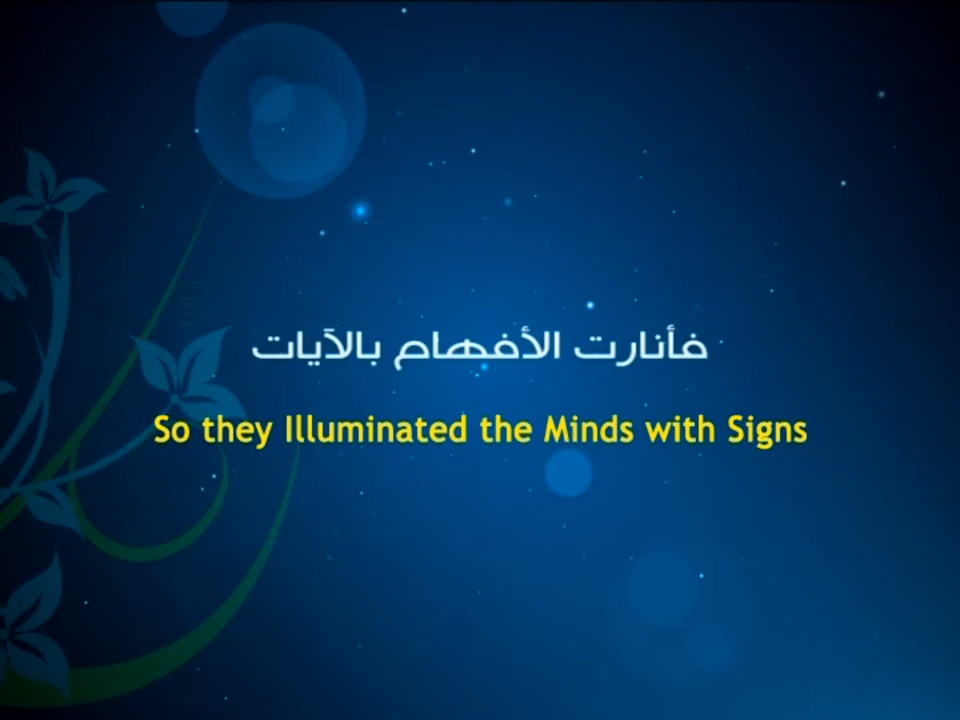 فأنارت الأفهام بالآيات
So they Illuminated the Minds with Signs